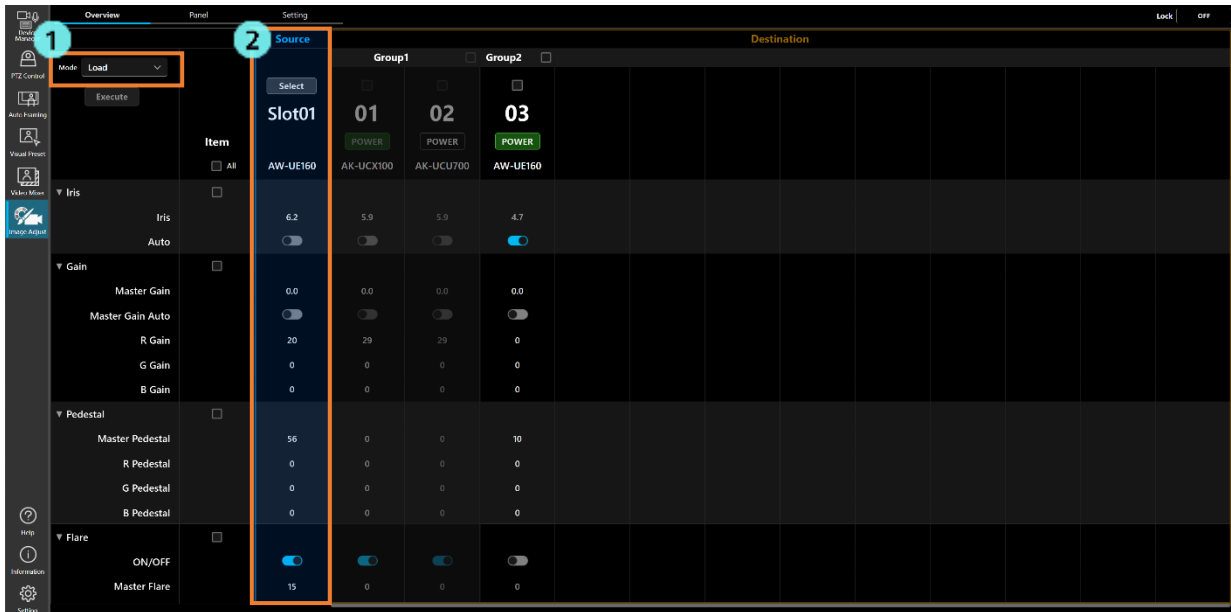 Overview Panel Setting Lock OFF
1
2
Source Destination
Device
PTZ Control
Auto Framing
Visual Preset
Video Mixer
Image Adjust
Help
Information
Setting
Mode Load
Execute
Group1 Group2
Select
Slot01 01 02 03
Item POWER POWER POWER
All AW-UE160 AK-UCX100 AK-UCU700 AW-UE160
▼ Iris
Iris 6.2 5.9 5.9 4.7
Auto
▼ Gain
Master Gain 0.0 0.0 0.0 0.0
Master Gain Auto
R Gain 20 29 29 0
G Gain 0 0 0 0
B Gain 0 0 0 0
▼ Pedestal
Master Pedestal 56 0 0 10
R Pedestal 0 0 0 0
G Pedestal 0 0 0 0
B Pedestal 0 0 0 0
▼ Flare
ON/OFF
Master Flare 15 0 0 0